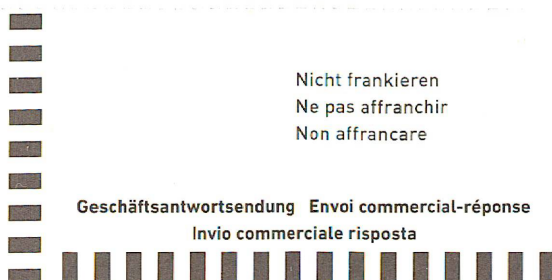 Nicht frankieren
Ne pas affranchir
Non affrancare
Geschäftsantwortsendung Envoi commercial-réponse
Invio commerciale risposta